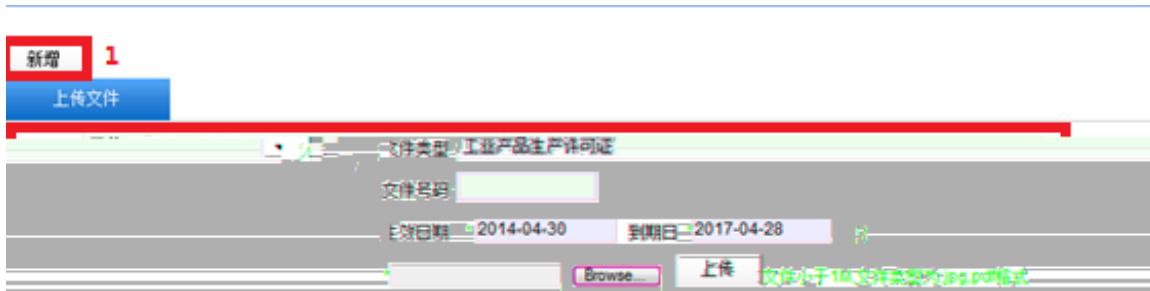 新增 1
上传文件
文件类型 工业产品生产许可证
文件号码
生效日期 2014-04-30 到期日 2017-04-28
Browse... 上传 文件小于1M,文件类型为jpg,pdf格式